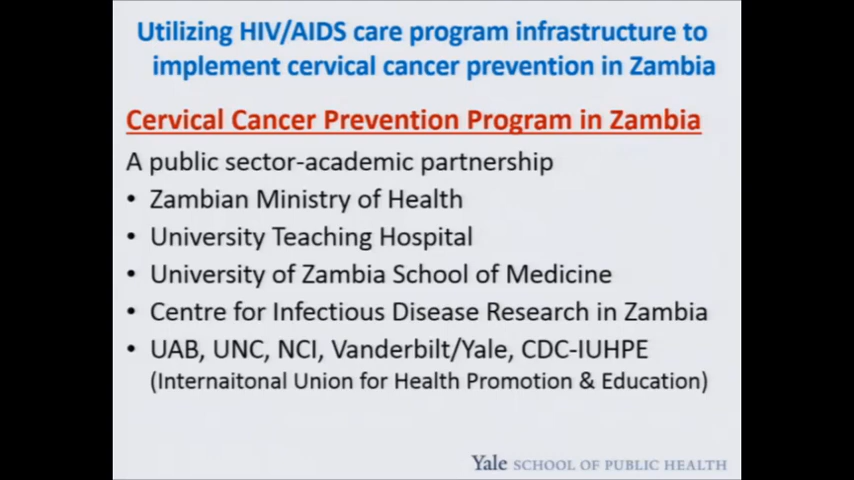 Utilizing HIV/AIDS care program infrastructure to
implement cervical cancer prevention in Zambia
Cervical Cancer Prevention Program in Zambia
A public sector-academic partnership
• Zambian Ministry of Health
• University Teaching Hospital
• University of Zambia School of Medicine
• Centre for Infectious Disease Research in Zambia
• UAB, UNC, NCI, Vanderbilt/Yale, CDC-IUHPE
(Internaitonal Union for Health Promotion & Education)
Yale SCHOOL OF PUBLIC HEALTH